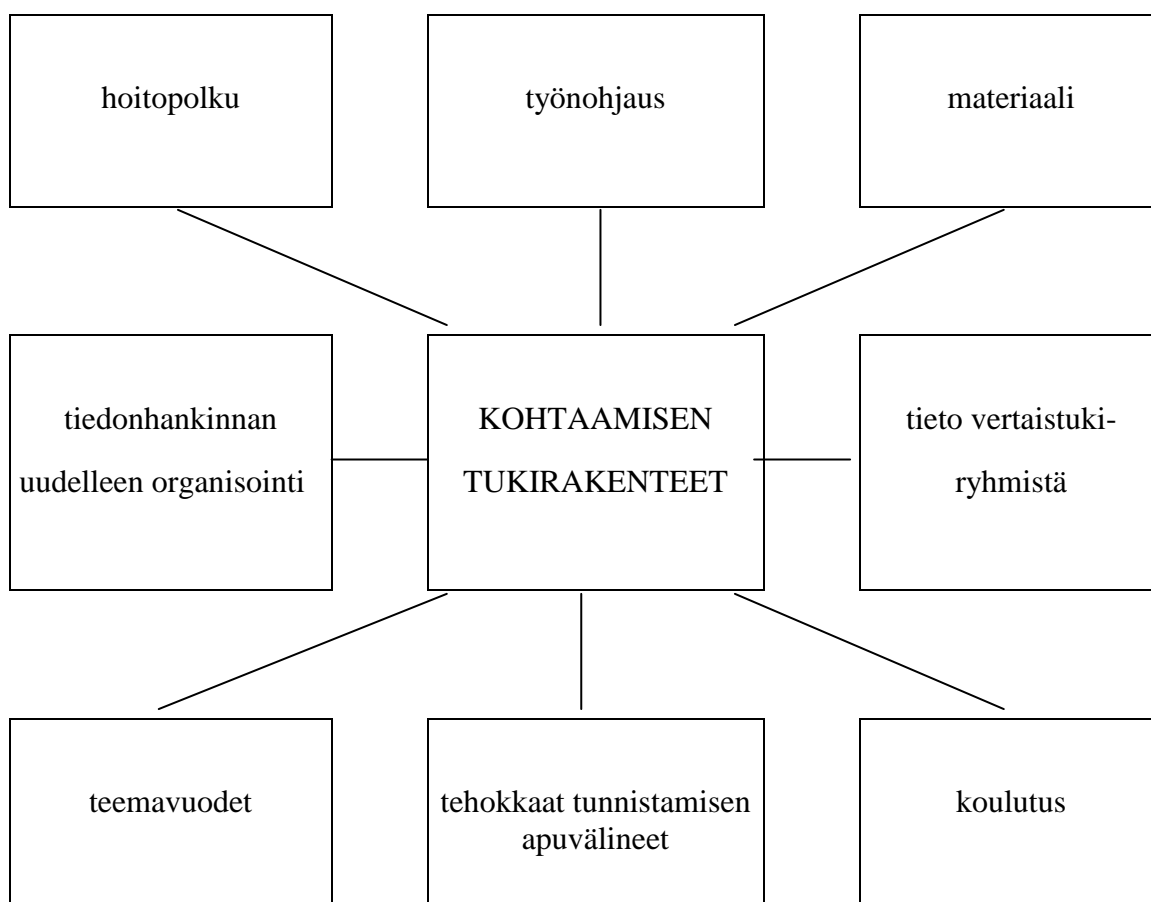 hoitopolku
työnohjaus
materiaali
tiedonhankinnan
uudelleen organisointi
KOHTAAMISEN
TUKIRAKENTEET
tieto vertaistuki-
ryhmistä
teemavuodet
tehokkaat tunnistamisen
apuvälineet
koulutus